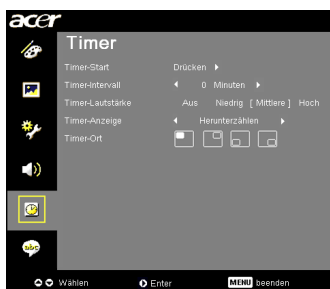 acer
Timer
Timer-Start Drücken
Timer-Intervall 0 Minuten
Timer-Lautstärke Aus Niedrig [ Mittlere ] Hoch
Timer-Anzeige Herunterzählen
Timer-Ort
abc
Wählen Enter MENU beenden